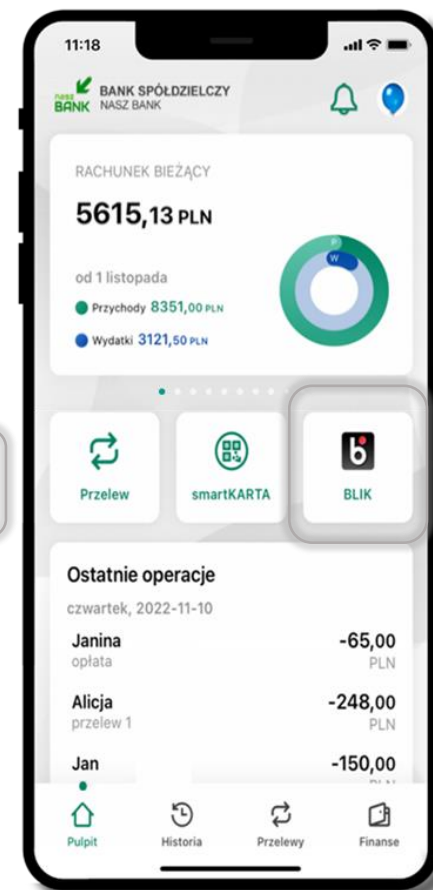 11:18
nasz BANK
BANK SPÓŁDZIELCZY
NASZ BANK
RACHUNEK BIEŻĄCY
5615,13 PLN
od 1 listopada
Przychody 8351,00 PLN
Wydatki 3121,50 PLN
P
W
Przelew
smartKARTA
b
BLIK
Ostatnie operacje
czwartek, 2022-11-10
Janina -65,00
opłata PLN
Alicja -248,00
przelew 1 PLN
Jan -150,00
Pulpit Historia Przelewy Finanse